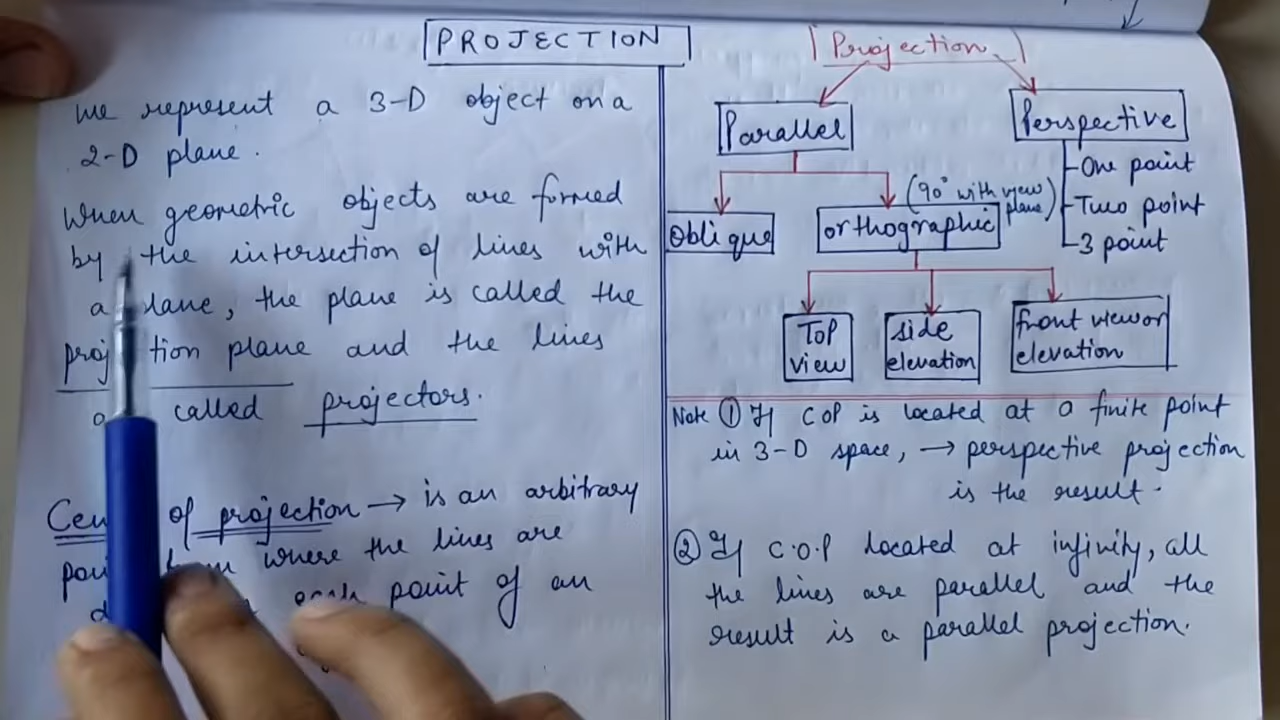 PROJECTION
We represent a 3-D object on a
2-D plane.
When geometric objects are formed
by the intersection of lines with
a lane, the plane is called the
proj tion plane and the lines
called projectors.
Cen of projection → is an arbitrary
where the lines are
each point of an
Projection
Parallel
Perspective
One point
Two point
3 point
Oblique
orthographic
(90° with view
plane)
Top
view
side
elevation
front view or
elevation
Note ① If COP is located at a finite point
in 3-D space, → perspective projection
is the result.
② If C.O.P located at infinity, all
the lines are parallel and the
result is a parallel projection.